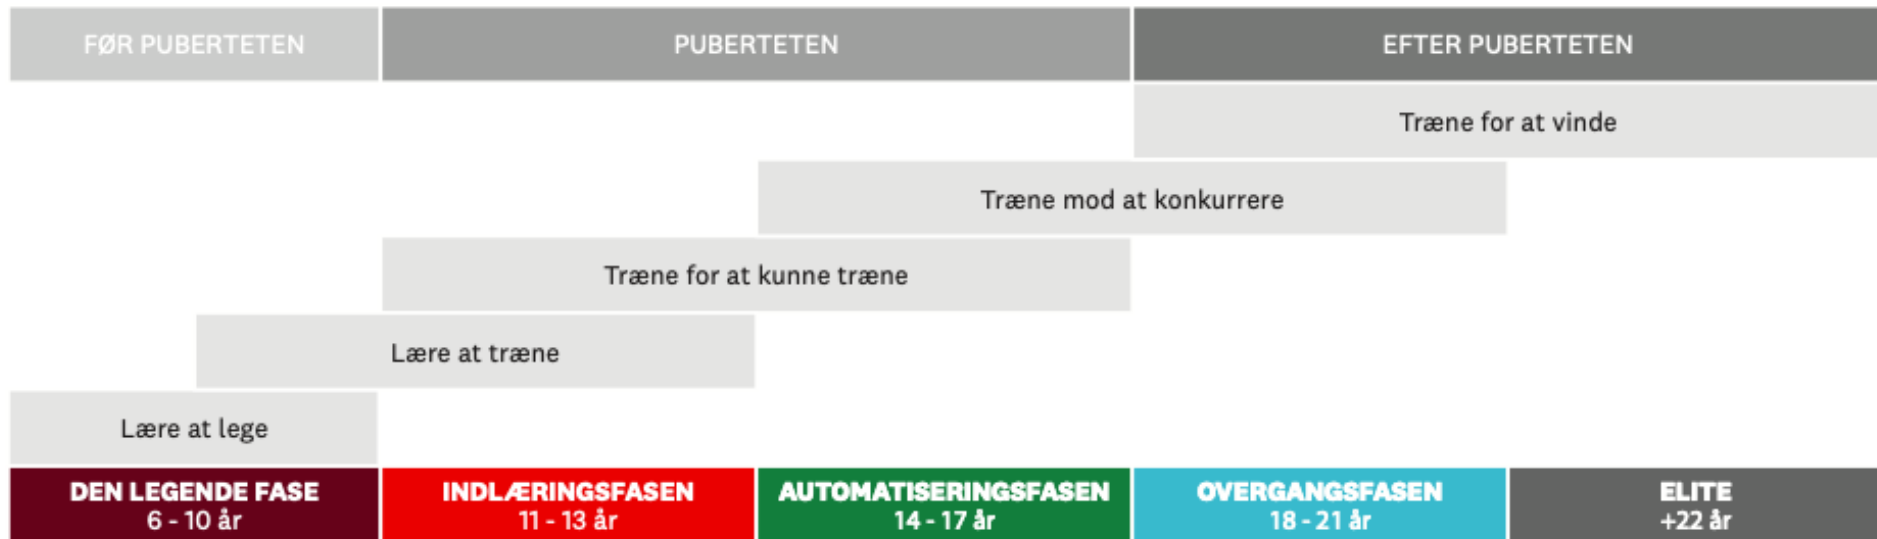 FØR PUBERTETEN
PUBERTETEN
EFTER PUBERTETEN
Træne for at vinde
Træne mod at konkurrere
Træne for at kunne træne
Lære at træne
Lære at lege
DEN LEGENDE FASE
6 - 10 år
INDLÆRINGSFASEN
11 - 13 år
AUTOMATISERINGSFASEN
14 - 17 år
OVERGANGSFASEN
18 - 21 år
ELITE
+22 år